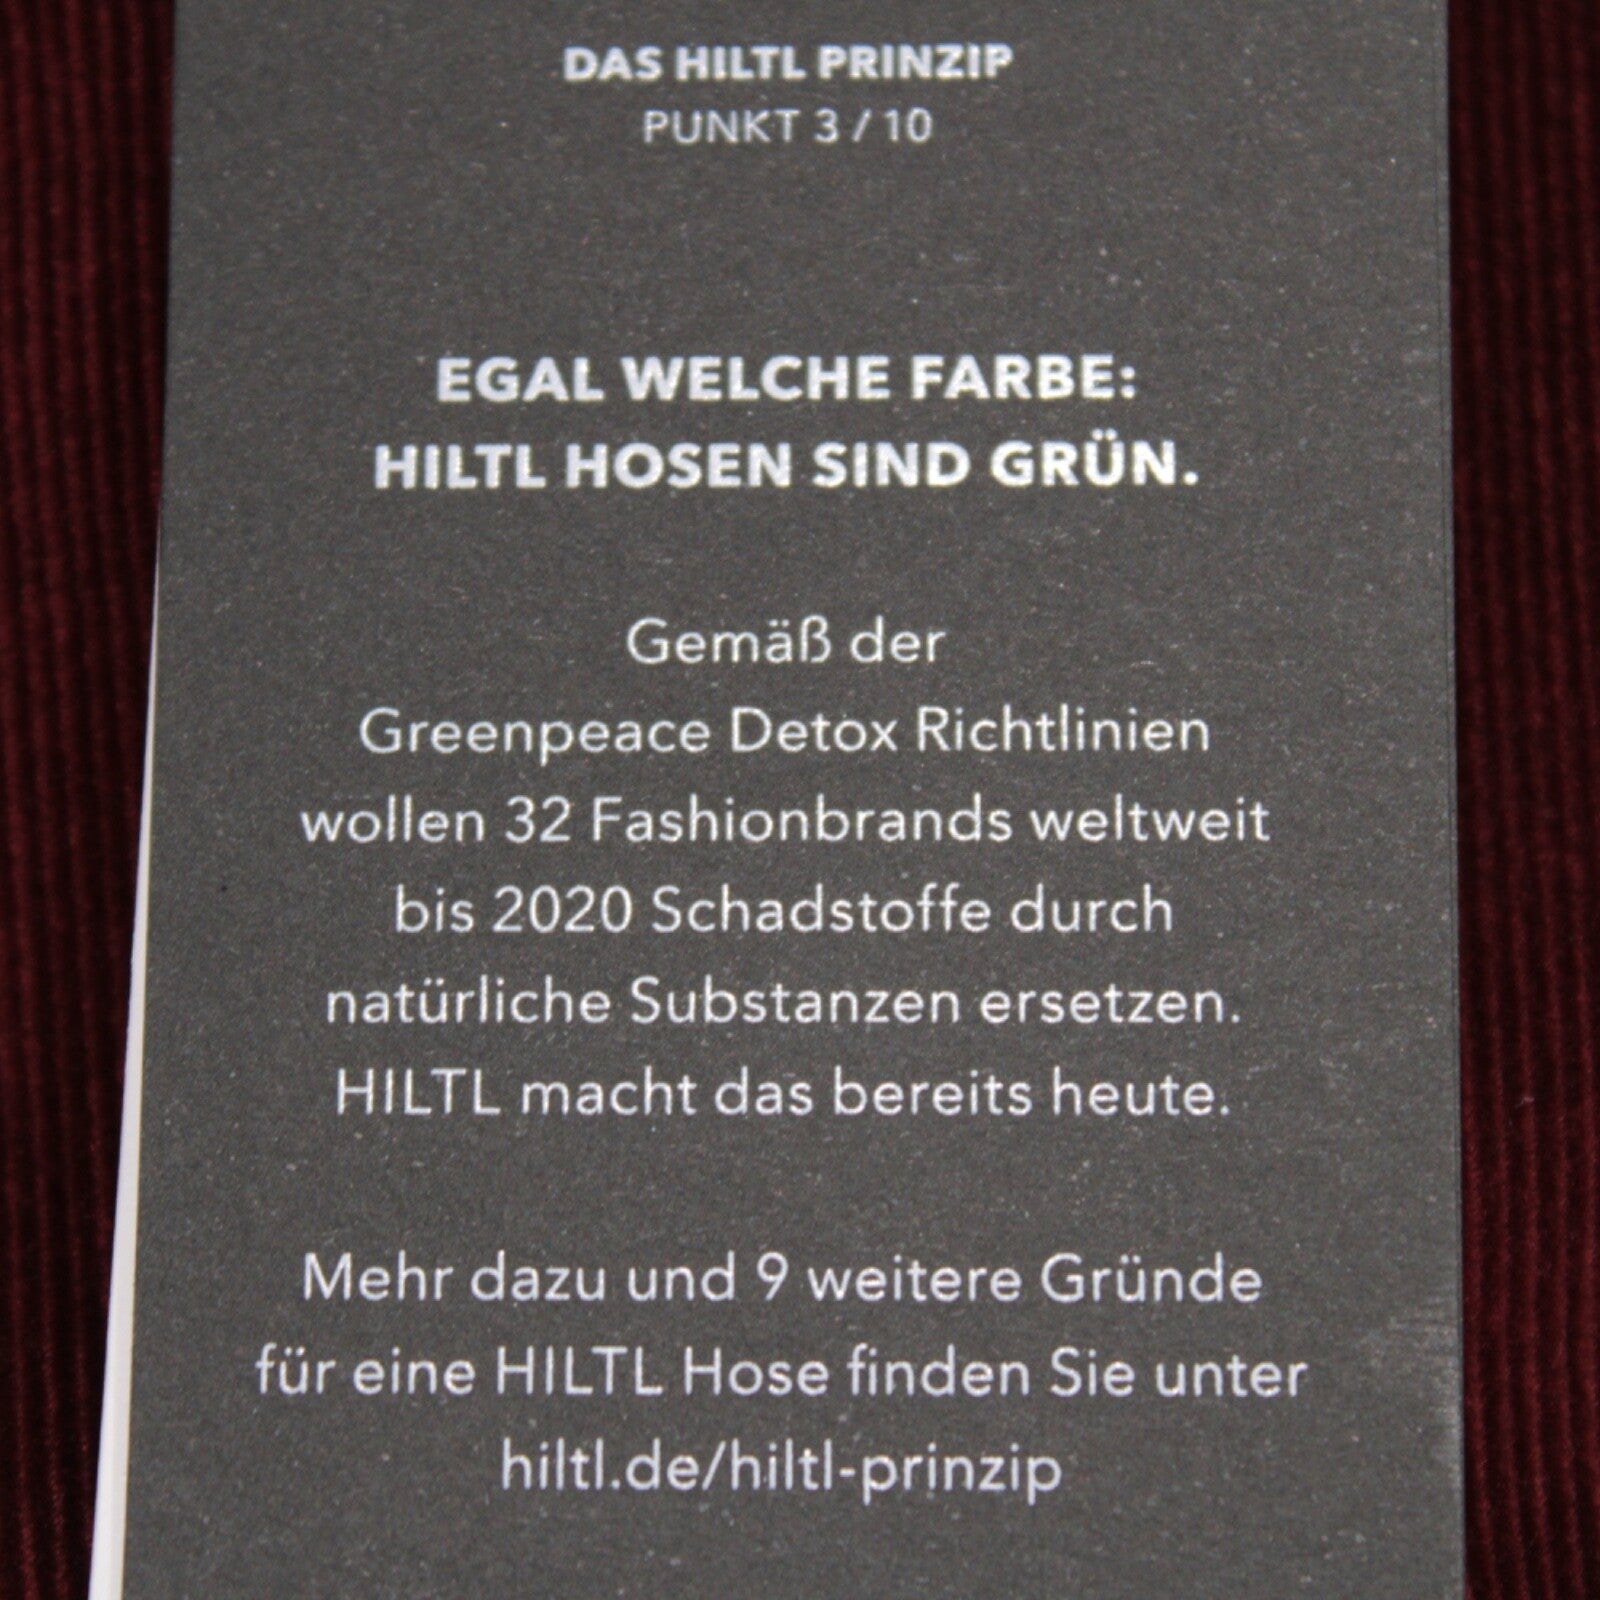 DAS HILTL PRINZIP
PUNKT 3 / 10
EGAL WELCHE FARBE:
HILTL HOSEN SIND GRÜN.
Gemäß der
Greenpeace Detox Richtlinien
wollen 32 Fashionbrands weltweit
bis 2020 Schadstoffe durch
natürliche Substanzen ersetzen.
HILTL macht das bereits heute.
Mehr dazu und 9 weitere Gründe
für eine HILTL Hose finden Sie unter
hiltl.de/hiltl-prinzip